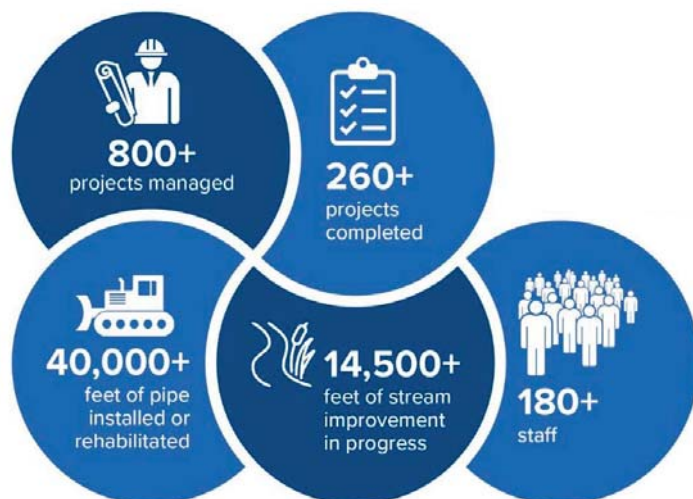 800+
projects managed
260+
projects
completed
40,000+
feet of pipe
installed or
rehabilitated
14,500+
feet of stream
improvement
in progress
180+
staff